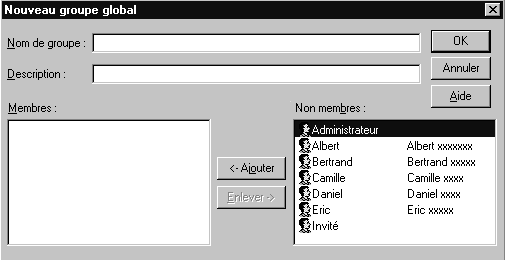 Nouveau groupe global
Nom de groupe :
OK
Description :
Annuler
Aide
Membres :
Non membres :
Administrateur
Albert Albert xxxxxxx
Bertrand Bertrand xxxxx
Camille Camille xxxx
Daniel Daniel xxxx
Eric Eric xxxxx
Invité
<- Ajouter
Enlever ->